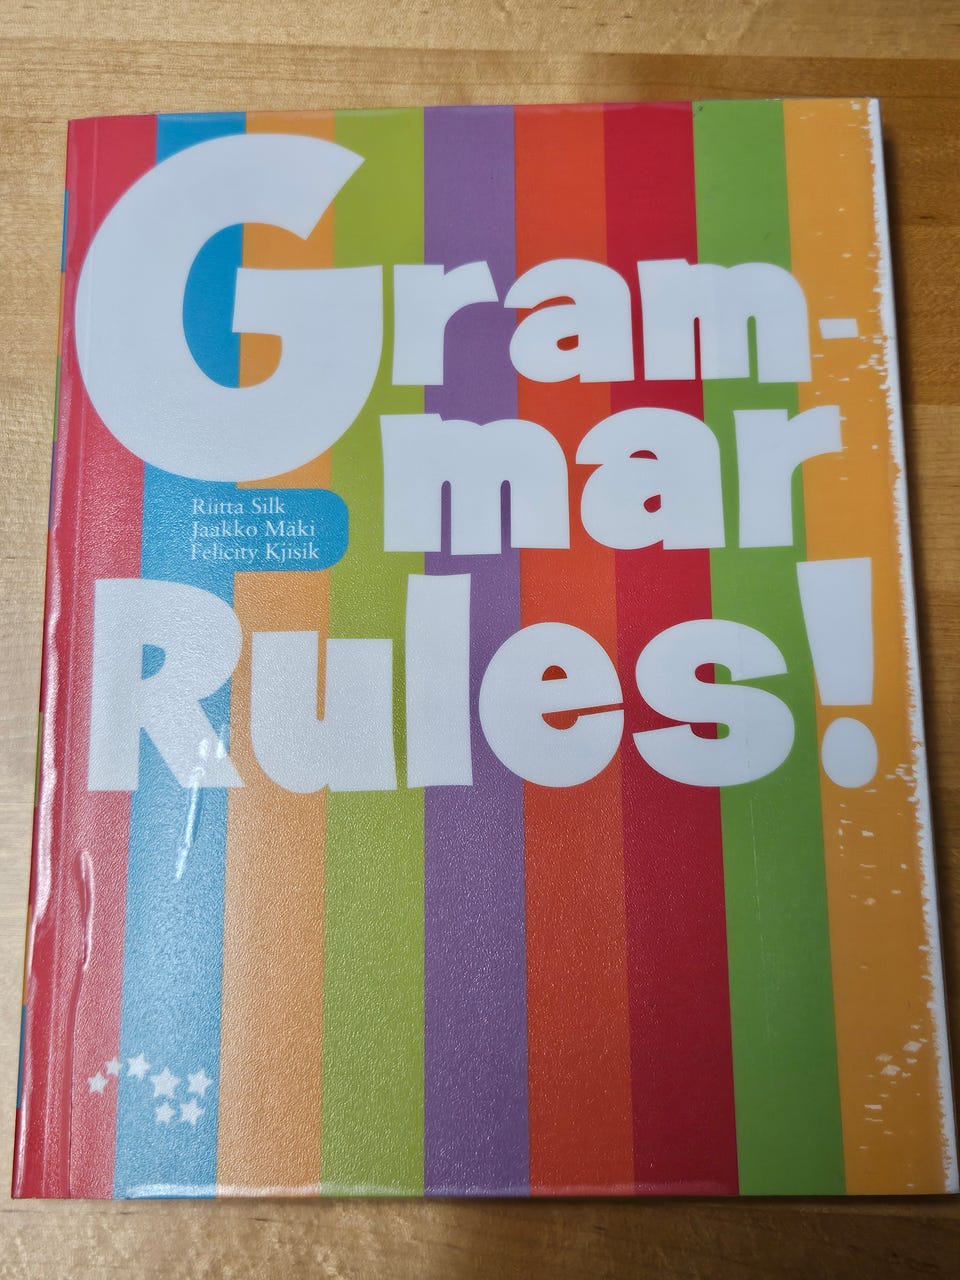 Gram-
mar
Riitta Silk
Jaakko Mäki
Felicity Kjisik
Rules!